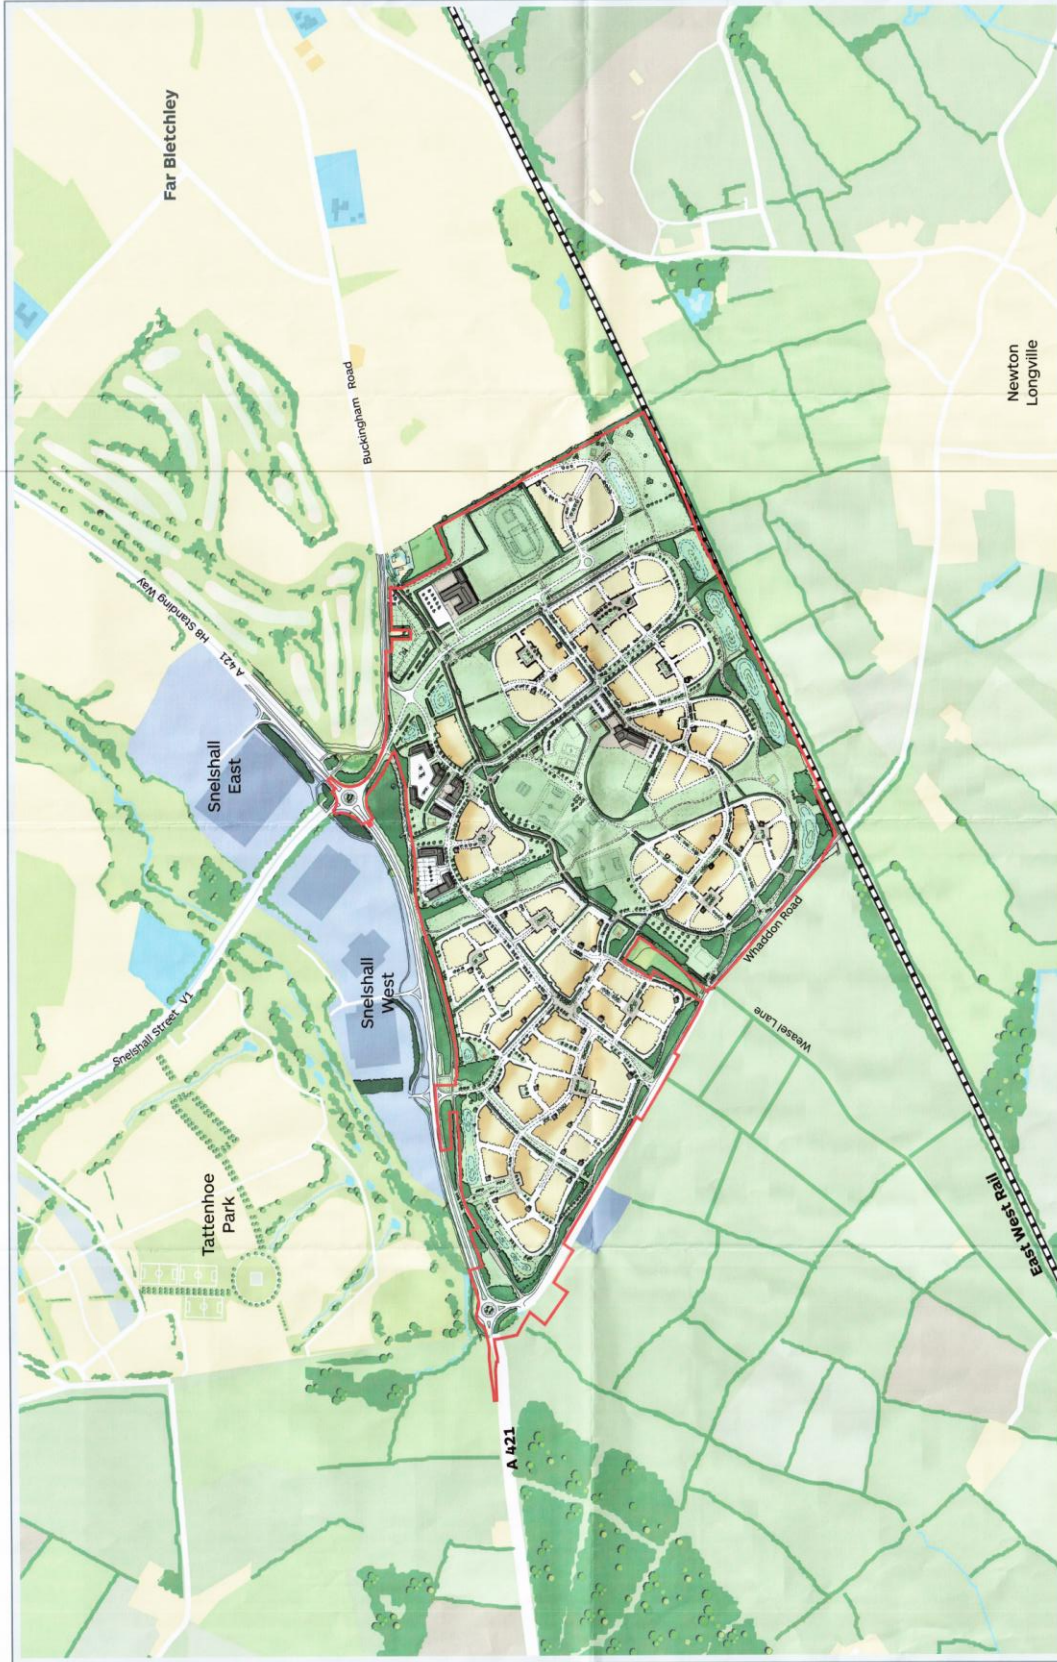 Far Bletchley
Buckingham Road
A 421 H8 Standing Way
Snelshall
East
Snelshall Street V1
Snelshall
West
Tattenhoe
Park
Newton
Longville
Whaddon Road
Weasel Lane
East West Rail
A 421